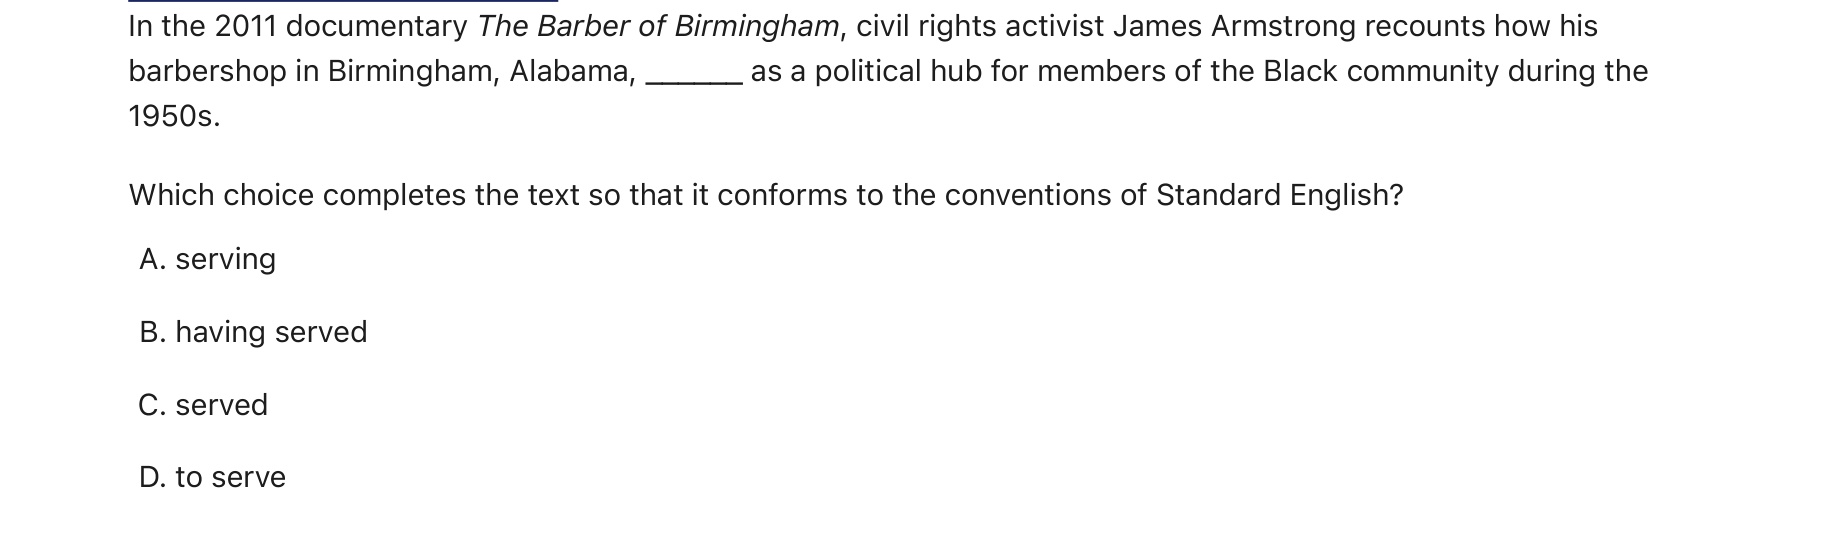 In the 2011 documentary The Barber of Birmingham, civil rights activist James Armstrong recounts how his
barbershop in Birmingham, Alabama, ______ as a political hub for members of the Black community during the
1950s.
Which choice completes the text so that it conforms to the conventions of Standard English?
A. serving
B. having served
C. served
D. to serve